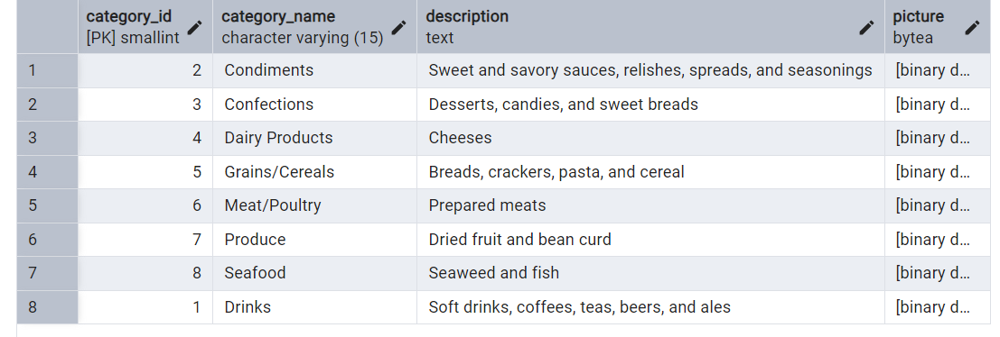 category_id category_name description picture
[PK] smallint character varying (15) text bytea
1 2 Condiments Sweet and savory sauces, relishes, spreads, and seasonings [binary d...
2 3 Confections Desserts, candies, and sweet breads [binary d...
3 4 Dairy Products Cheeses [binary d...
4 5 Grains/Cereals Breads, crackers, pasta, and cereal [binary d...
5 6 Meat/Poultry Prepared meats [binary d...
6 7 Produce Dried fruit and bean curd [binary d...
7 8 Seafood Seaweed and fish [binary d...
8 1 Drinks Soft drinks, coffees, teas, beers, and ales [binary d...